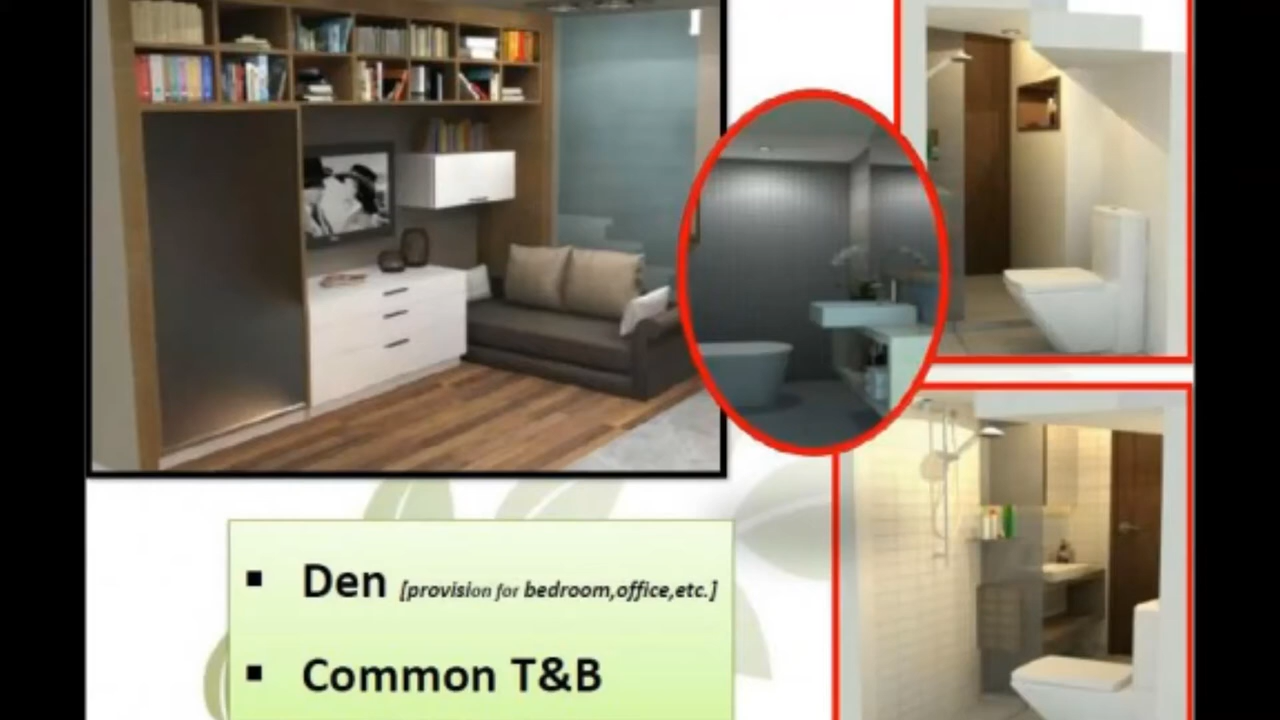 ▪ Den [provision for bedroom,office,etc.]
▪ Common T&B